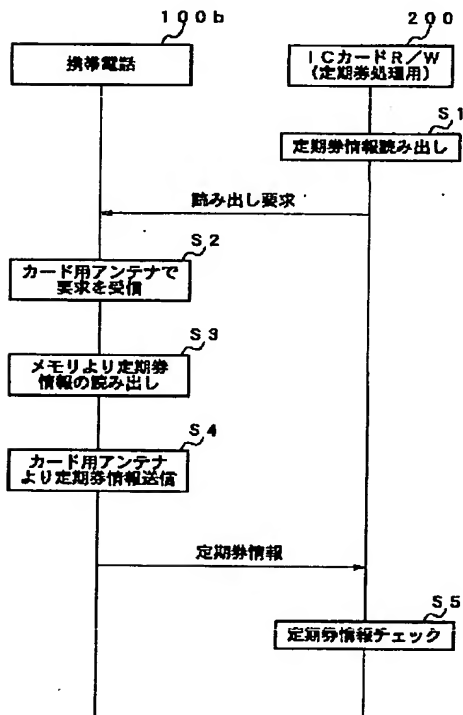 100b
200
携帯電話
ICカードR/W
(定期券処理用)
S1
定期券情報読み出し
読み出し要求
S2
カード用アンテナで
要求を受信
S3
メモリより定期券
情報の読み出し
S4
カード用アンテナ
より定期券情報送信
定期券情報
S5
定期券情報チェック